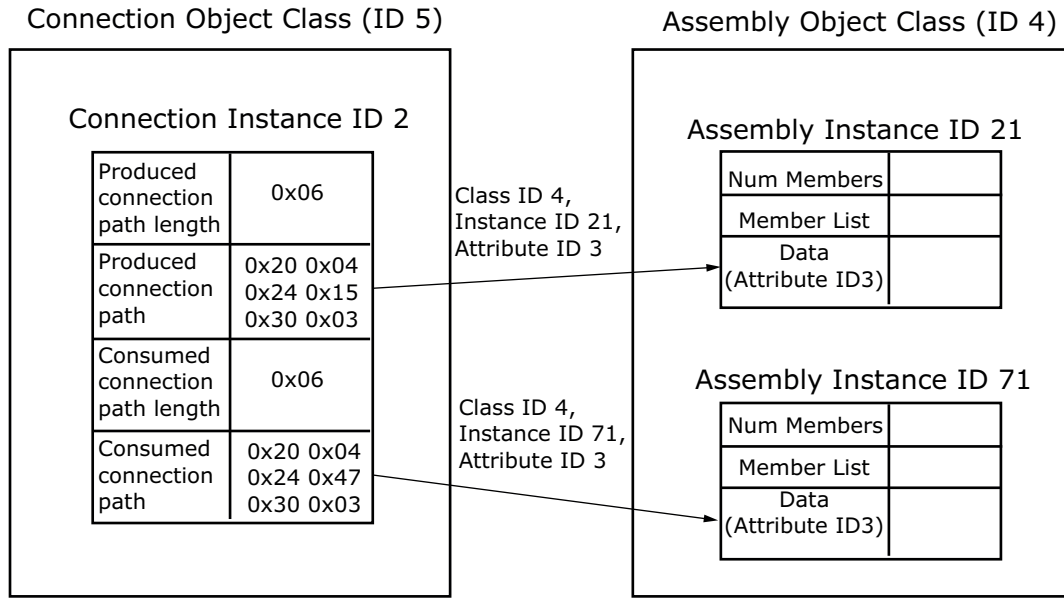 Connection Object Class (ID 5)
Connection Instance ID 2
Produced
connection
path length
0x06
Produced
connection
path
0x20 0x04
0x24 0x15
0x30 0x03
Consumed
connection
path length
0x06
Consumed
connection
path
0x20 0x04
0x24 0x47
0x30 0x03
Class ID 4,
Instance ID 21,
Attribute ID 3
Class ID 4,
Instance ID 71,
Attribute ID 3
Assembly Object Class (ID 4)
Assembly Instance ID 21
Num Members
Member List
Data
(Attribute ID3)
Assembly Instance ID 71
Num Members
Member List
Data
(Attribute ID3)